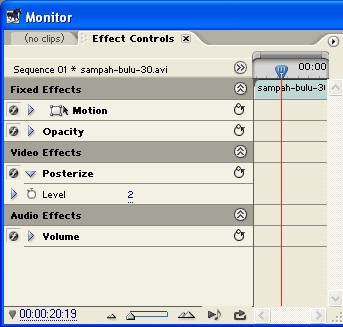 Monitor
(no clips) Effect Controls
Sequence 01 * sampah-bulu-30.avi
00:00
Fixed Effects
sampah-bulu-30
Motion
Opacity
Video Effects
Posterize
Level 2
Audio Effects
Volume
00:00:20:19